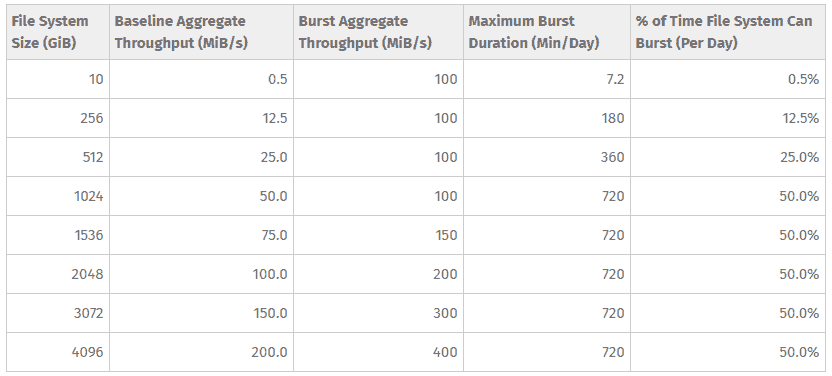 File System Size (GiB) Baseline Aggregate Throughput (MiB/s) Burst Aggregate Throughput (MiB/s) Maximum Burst Duration (Min/Day) % of Time File System Can Burst (Per Day)
10 0.5 100 7.2 0.5%
256 12.5 100 180 12.5%
512 25.0 100 360 25.0%
1024 50.0 100 720 50.0%
1536 75.0 150 720 50.0%
2048 100.0 200 720 50.0%
3072 150.0 300 720 50.0%
4096 200.0 400 720 50.0%